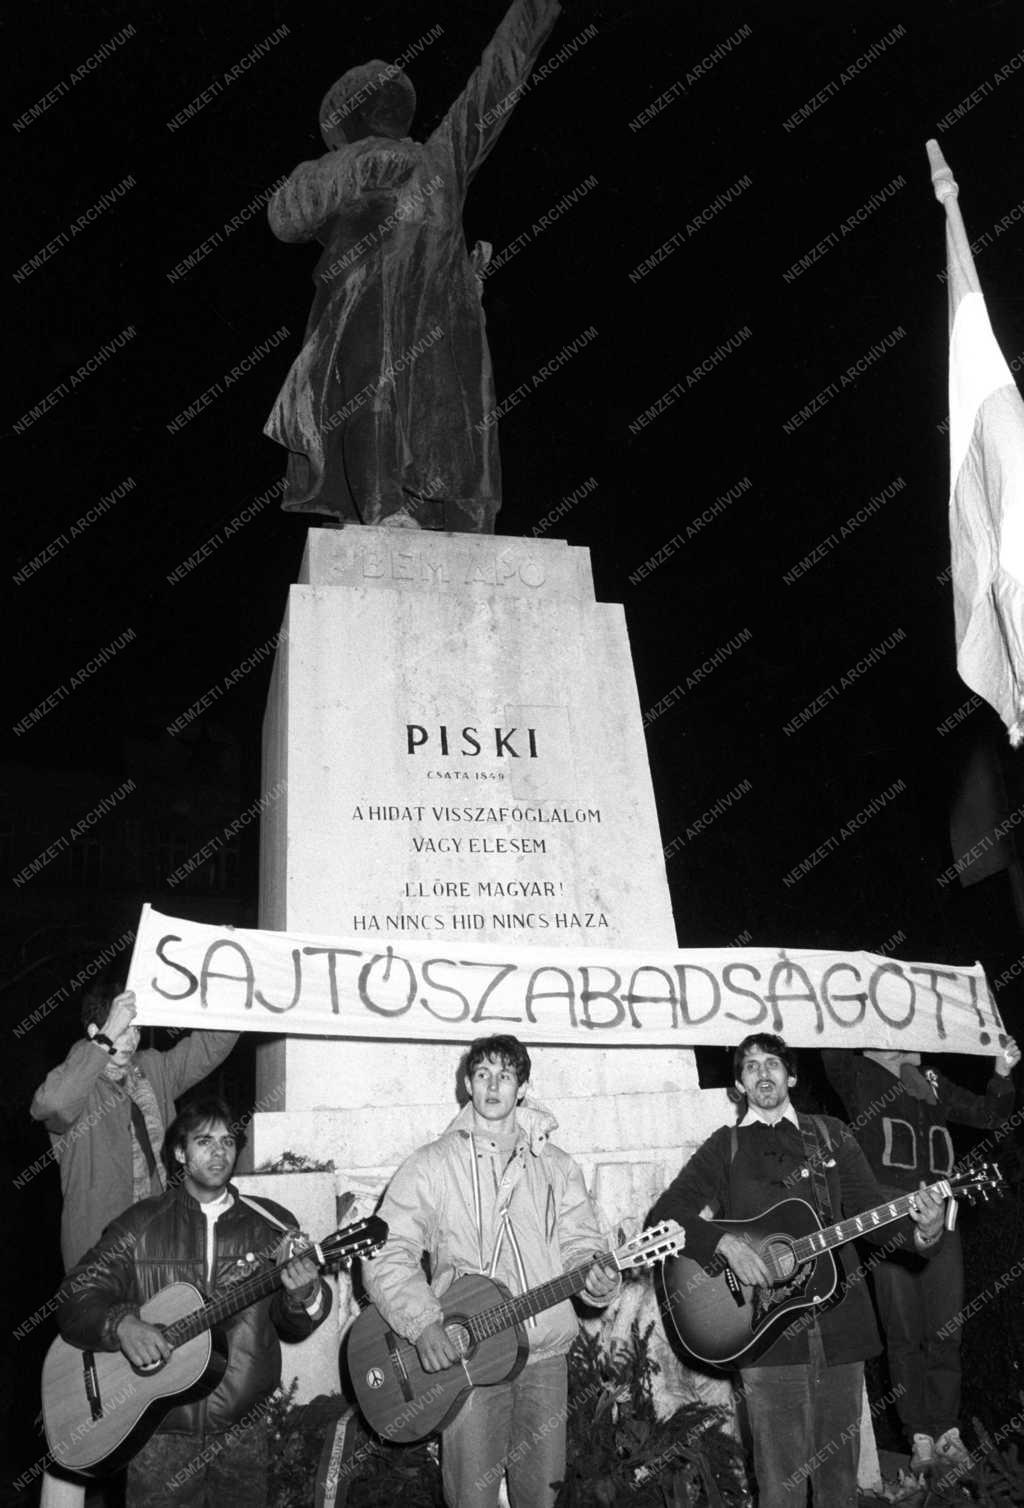 BEM APÓ
PISKI
CSATA 1849
A HIDAT VISSZAFOGLALOM
VAGY ELESEM
ELŐRE MAGYAR!
HA NINCS HID NINCS HAZA
SAJTÓSZABADSÁGOT!!
NEMZETI ARCHÍVUM